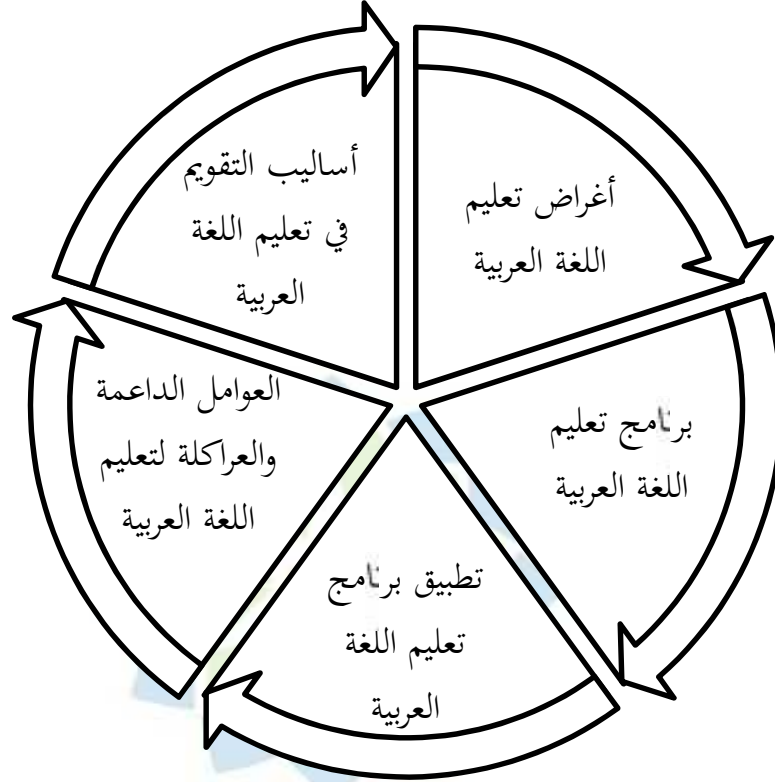 أغراض تعليم
اللغة العربية
برنامج تعليم
اللغة العربية
تطبيق برنامج
تعليم اللغة
العربية
العوامل الداعمة
والعراكلة لتعليم
اللغة العربية
أساليب التقويم
في تعليم اللغة
العربية